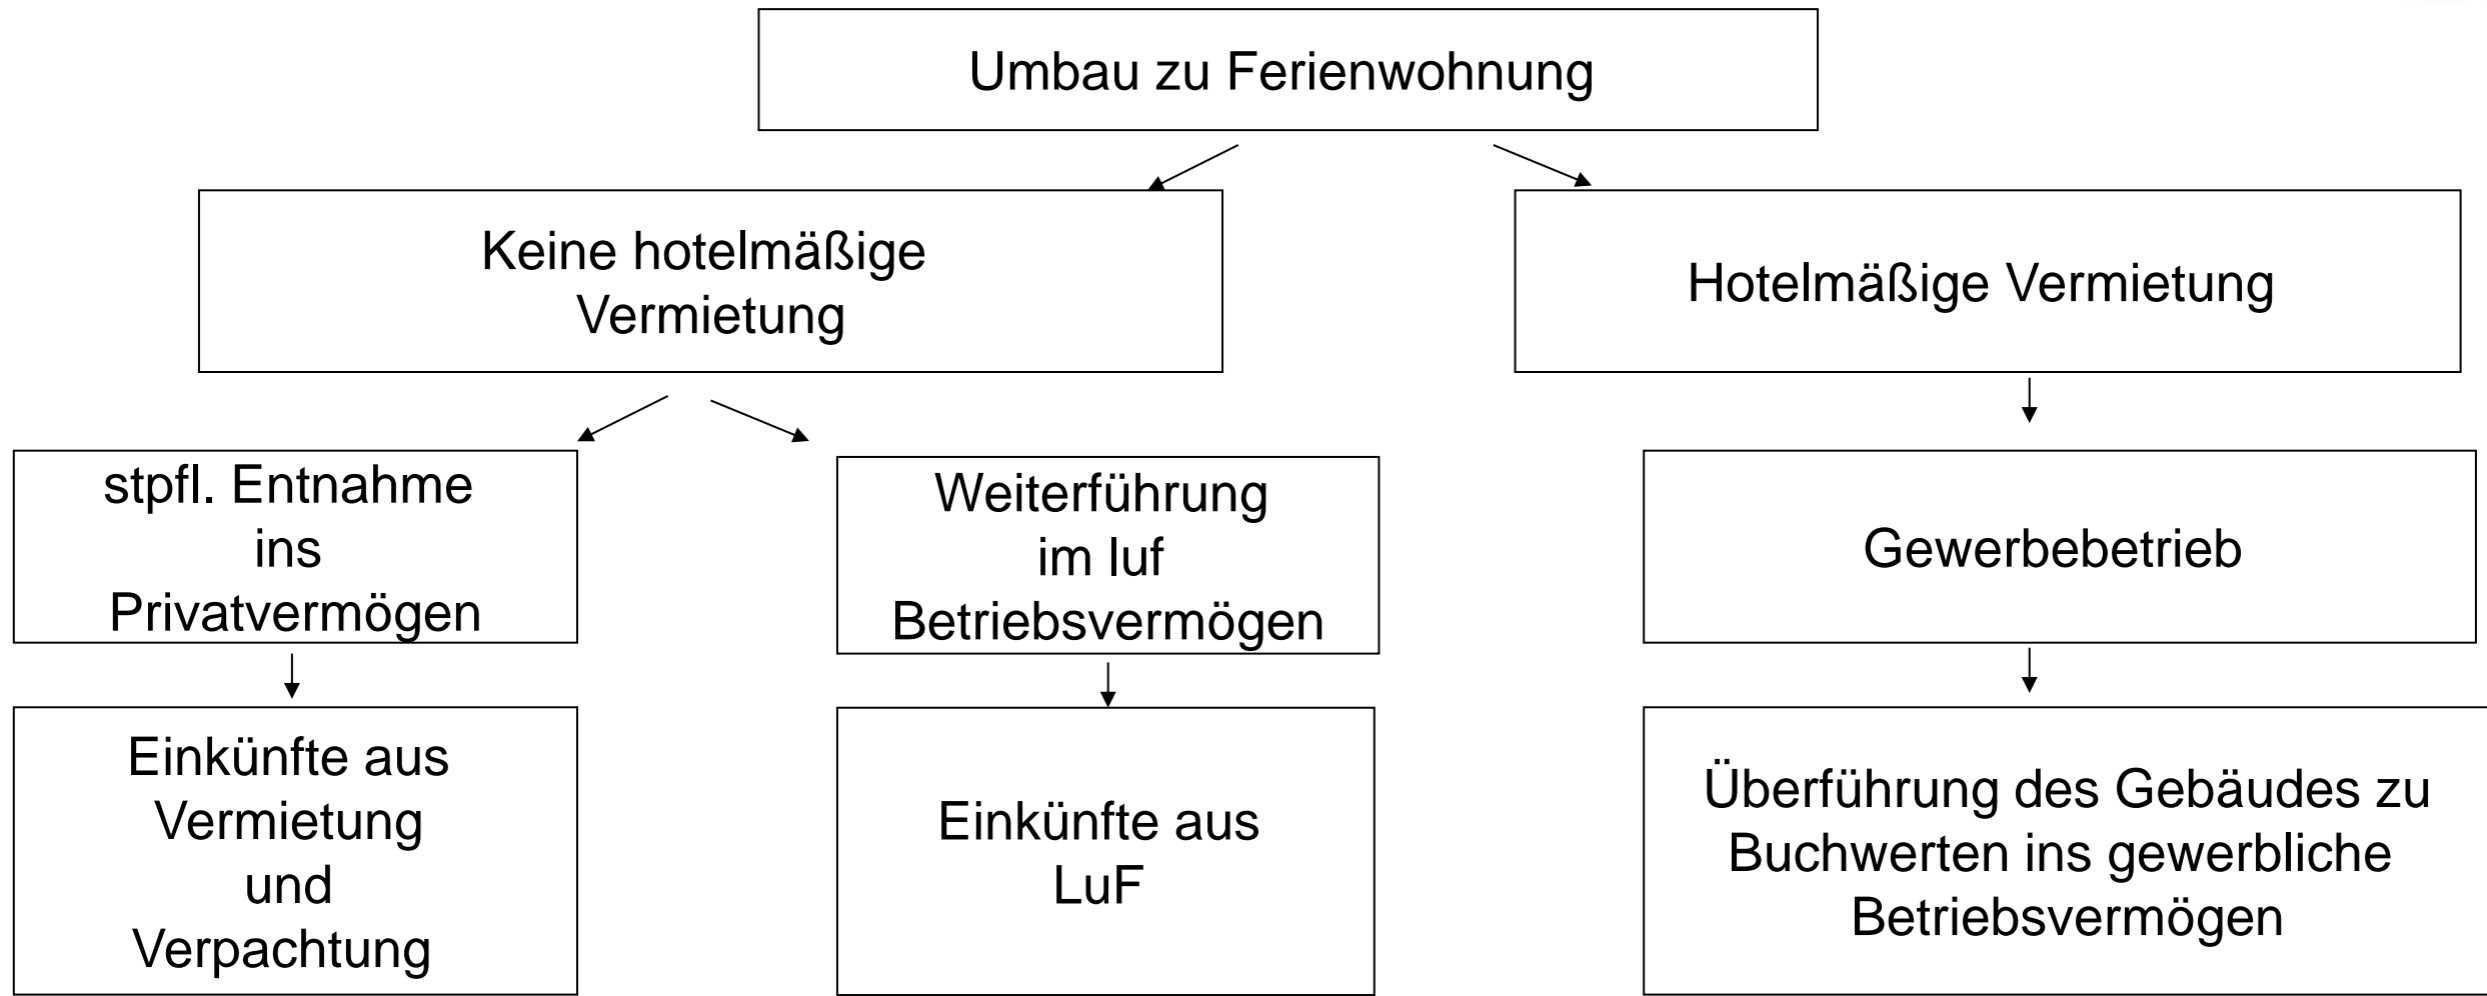 Umbau zu Ferienwohnung
Keine hotelmäßige
Vermietung
Hotelmäßige Vermietung
stpfl. Entnahme
ins
Privatvermögen
Weiterführung
im luf
Betriebsvermögen
Gewerbebetrieb
Einkünfte aus
Vermietung
und
Verpachtung
Einkünfte aus
LuF
Überführung des Gebäudes zu
Buchwerten ins gewerbliche
Betriebsvermögen